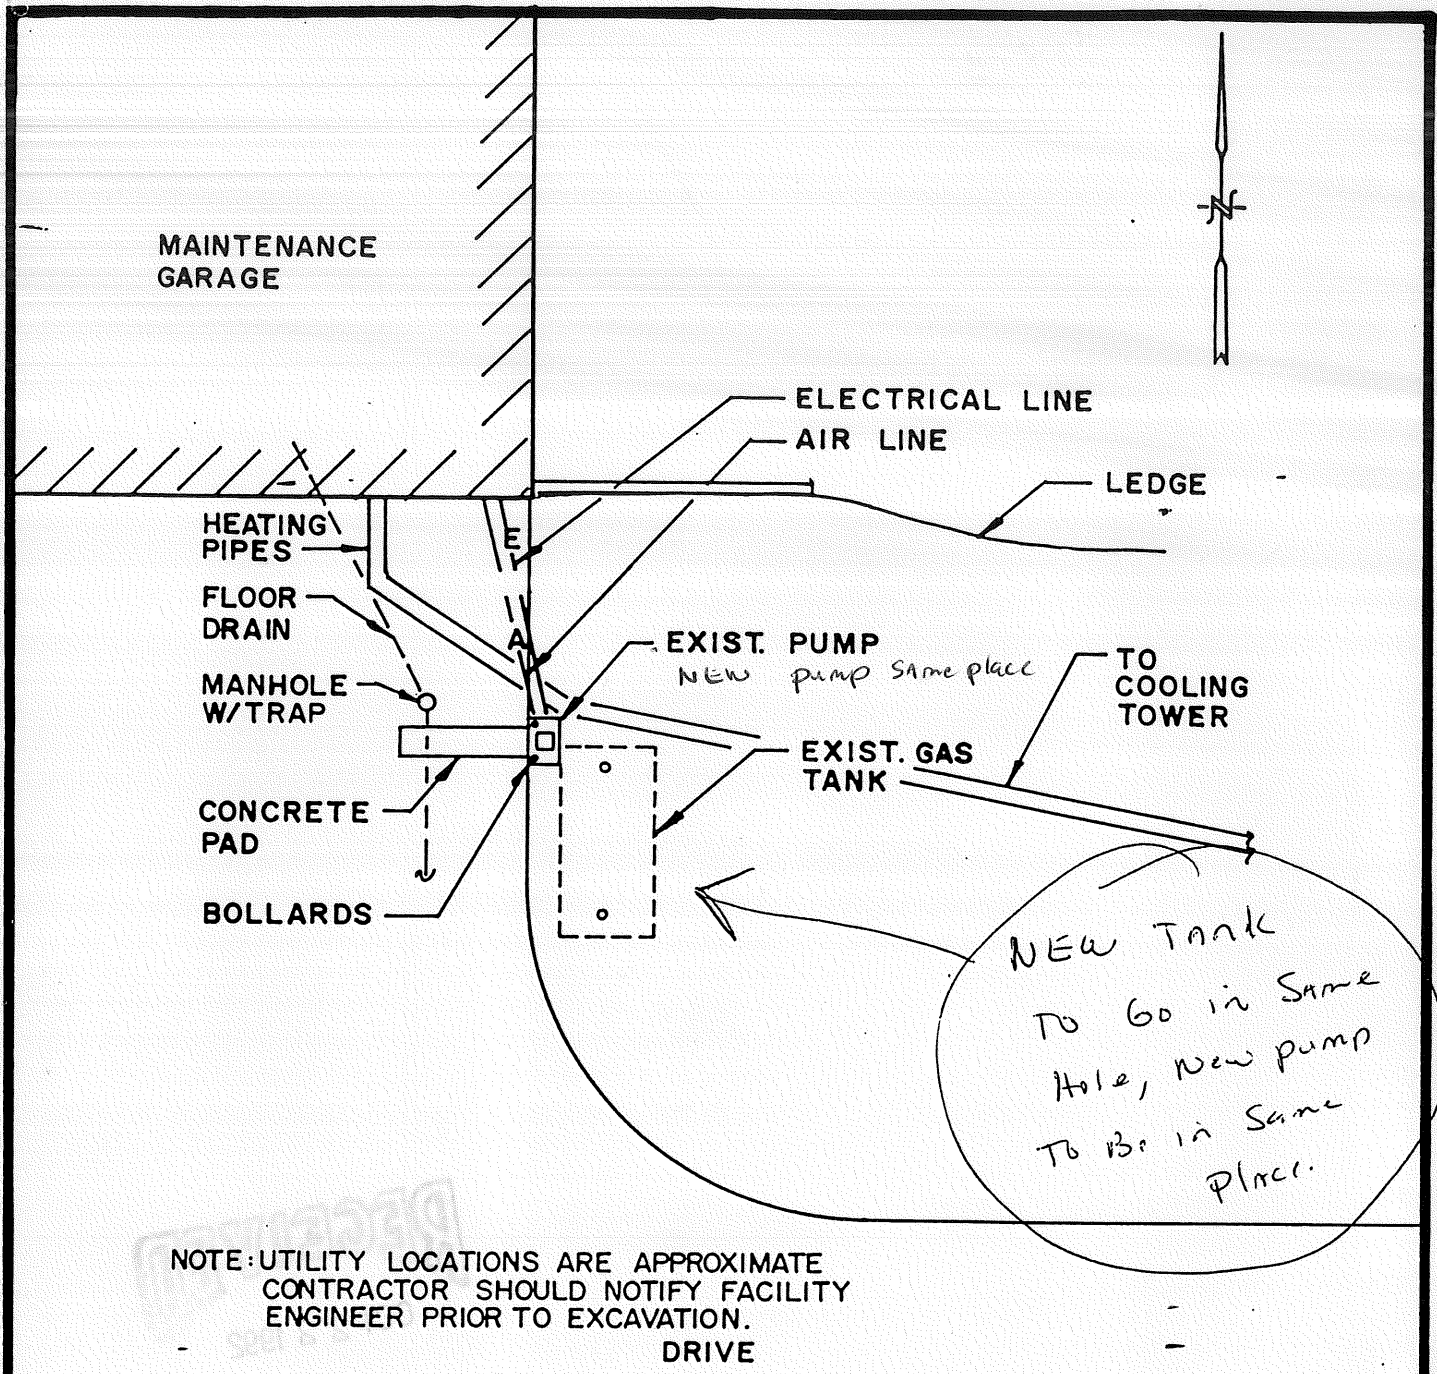 MAINTENANCE
GARAGE
N
ELECTRICAL LINE
AIR LINE
LEDGE
HEATING
PIPES
E
FLOOR
DRAIN
A
EXIST. PUMP
NEW pump same place
TO
COOLING
TOWER
MANHOLE
W/TRAP
EXIST. GAS
TANK
CONCRETE
PAD
BOLLARDS
NEW TANK
TO GO in SAME
Hole, New pump
TO Be in Same
Place.
NOTE: UTILITY LOCATIONS ARE APPROXIMATE
CONTRACTOR SHOULD NOTIFY FACILITY
ENGINEER PRIOR TO EXCAVATION.
DRIVE